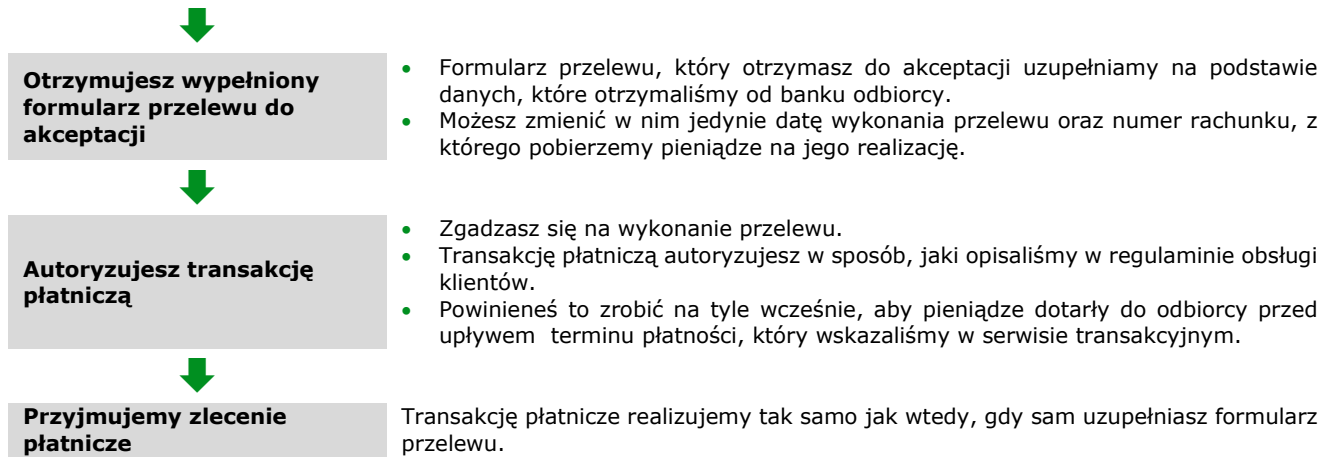 Otrzymujesz wypełniony
formularz przelewu do
akceptacji
• Formularz przelewu, który otrzymasz do akceptacji uzupełniamy na podstawie
danych, które otrzymaliśmy od banku odbiorcy.
• Możesz zmienić w nim jedynie datę wykonania przelewu oraz numer rachunku, z
którego pobierzemy pieniądze na jego realizację.
Autoryzujesz transakcję
płatniczą
• Zgadzasz się na wykonanie przelewu.
• Transakcję płatniczą autoryzujesz w sposób, jaki opisaliśmy w regulaminie obsługi
klientów.
• Powinieneś to zrobić na tyle wcześnie, aby pieniądze dotarły do odbiorcy przed
upływem terminu płatności, który wskazaliśmy w serwisie transakcyjnym.
Przyjmujemy zlecenie
płatnicze
Transakcję płatnicze realizujemy tak samo jak wtedy, gdy sam uzupełniasz formularz
przelewu.